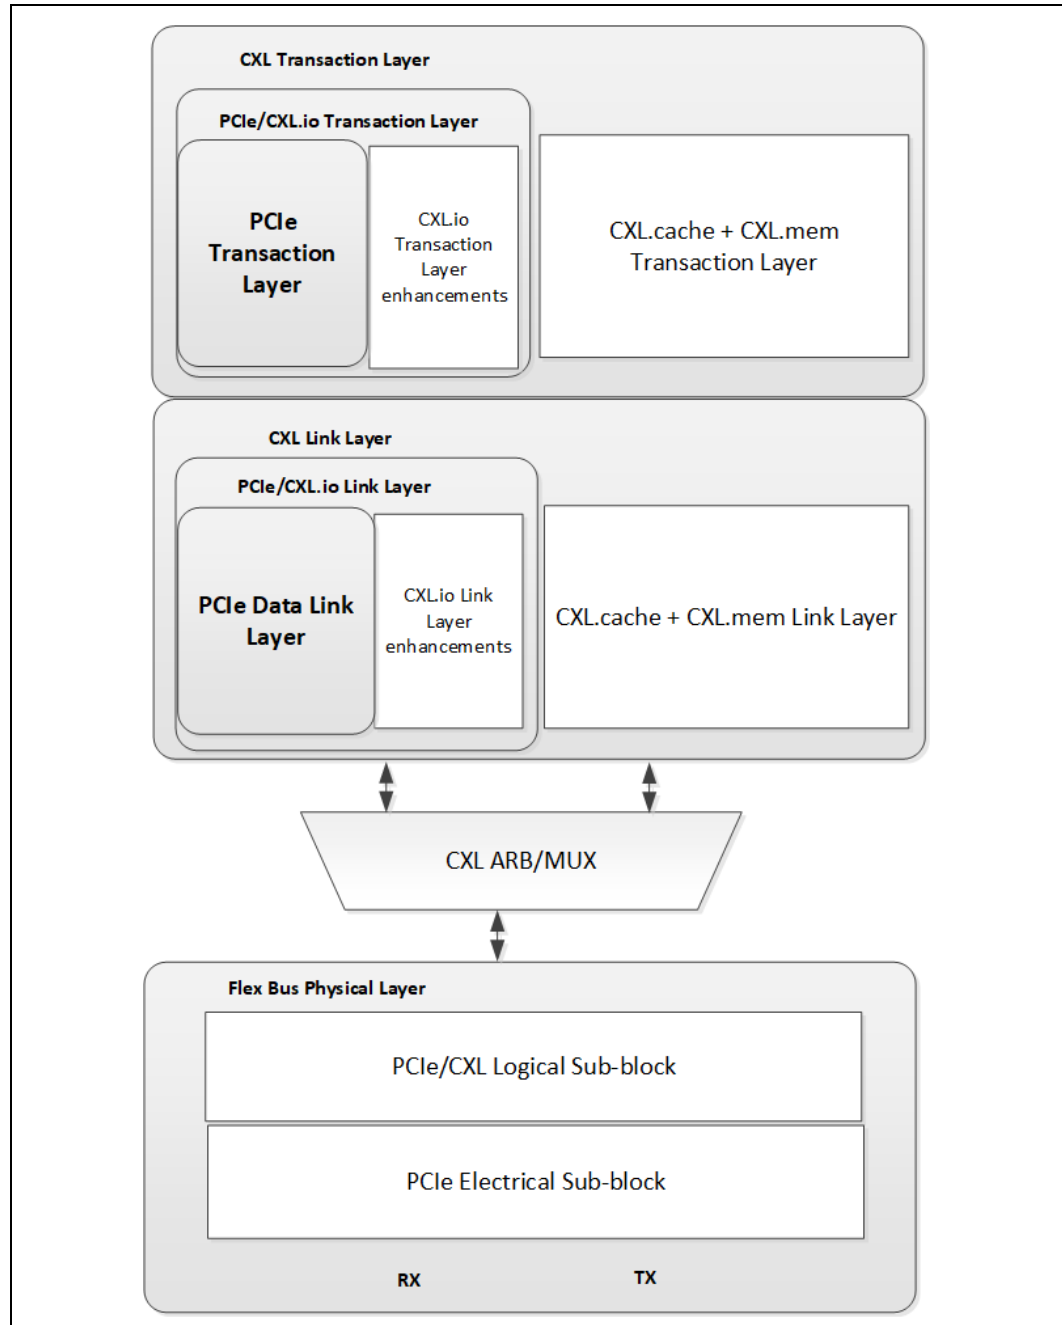 CXL Transaction Layer
PCIe/CXL.io Transaction Layer
PCIe
Transaction
Layer
CXL.io
Transaction
Layer
enhancements
CXL.cache + CXL.mem
Transaction Layer
CXL Link Layer
PCIe/CXL.io Link Layer
PCIe Data Link
Layer
CXL.io Link
Layer
enhancements
CXL.cache + CXL.mem Link Layer
CXL ARB/MUX
Flex Bus Physical Layer
PCIe/CXL Logical Sub-block
PCIe Electrical Sub-block
RX
TX